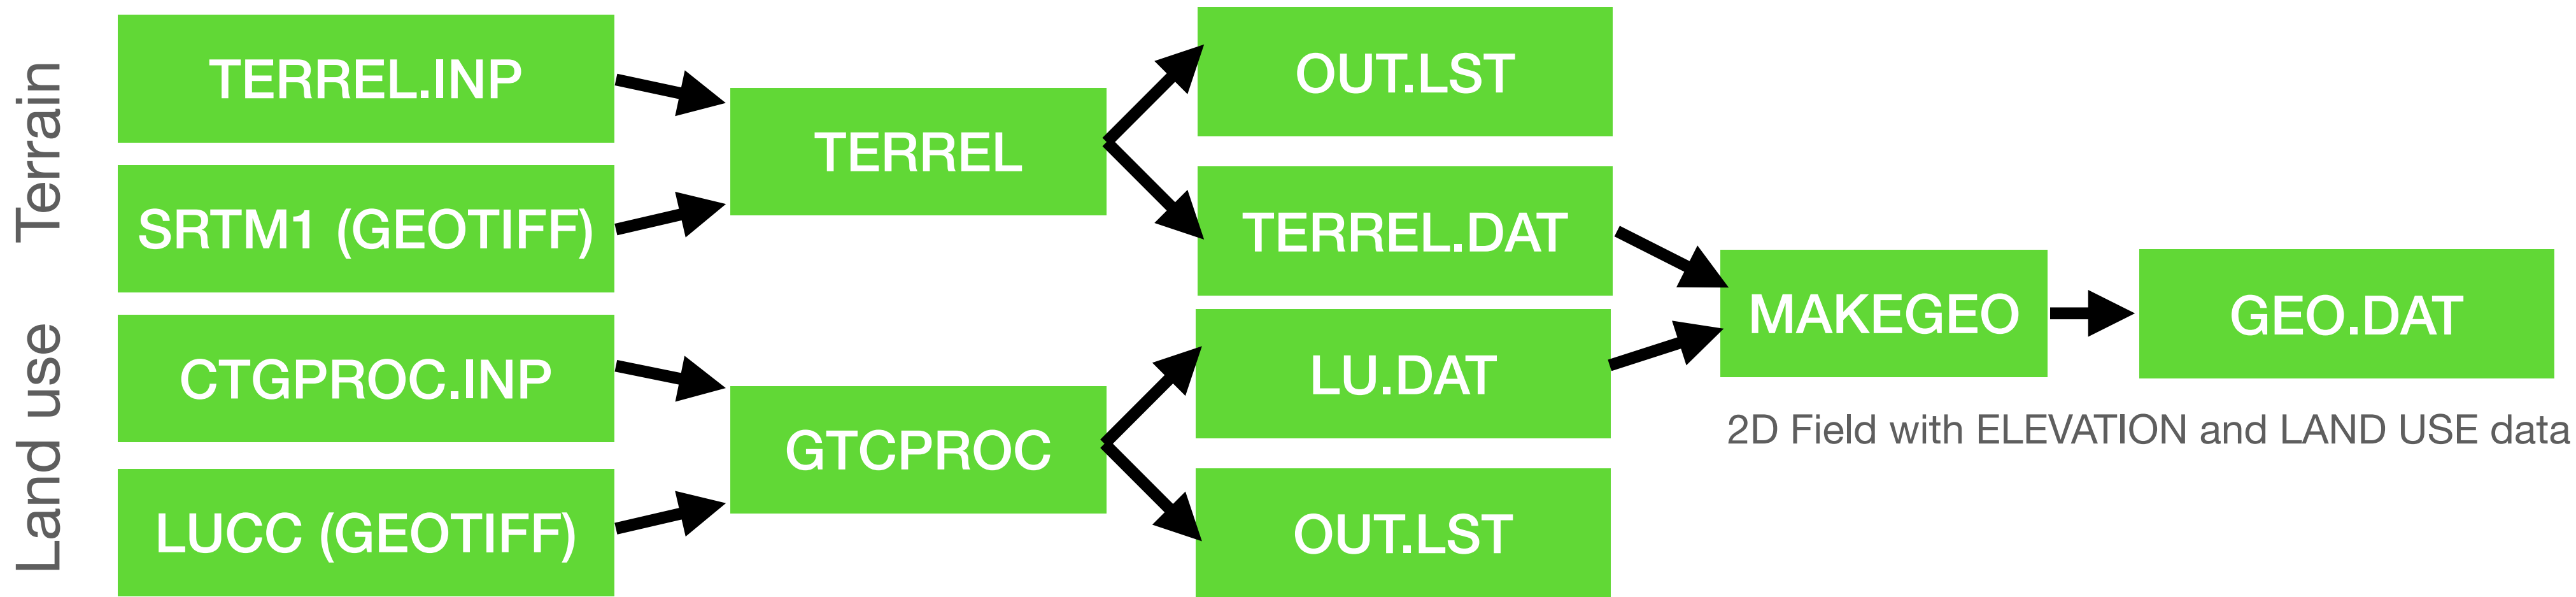 Terrain
TERREL.INP
SRTM1 (GEOTIFF)
TERREL
OUT.LST
TERREL.DAT
Land use
CTGPROC.INP
LUCC (GEOTIFF)
GTCPROC
LU.DAT
OUT.LST
MAKEGEO
GEO.DAT
2D Field with ELEVATION and LAND USE data